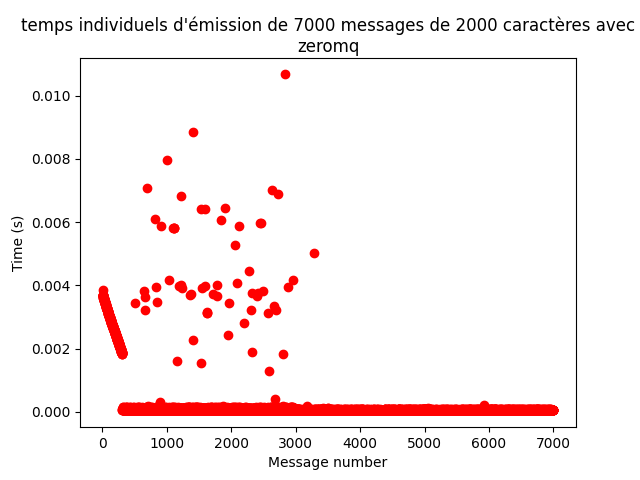 temps individuels d'émission de 7000 messages de 2000 caractères avec
zeromq
0.010
0.008
0.006
0.004
0.002
0.000
Time (s)
0 1000 2000 3000 4000 5000 6000 7000
Message number